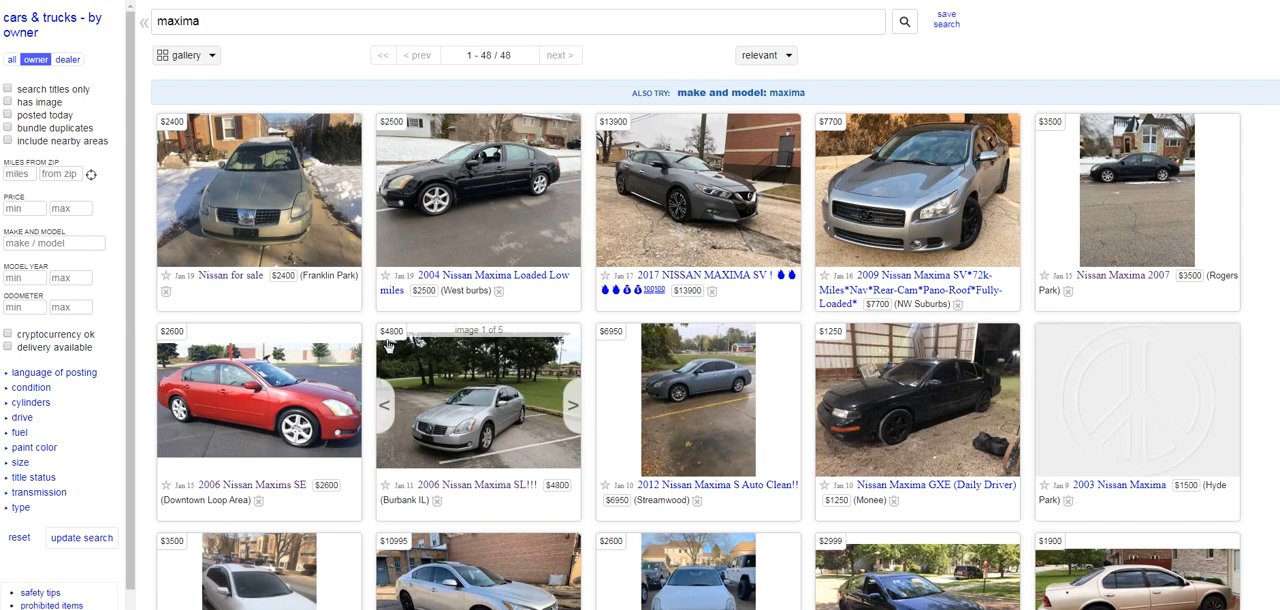 cars & trucks - by
owner
all owner dealer
search titles only
has image
posted today
bundle duplicates
include nearby areas
MILES FROM ZIP
miles from zip
PRICE
min max
MAKE AND MODEL
make / model
MODEL YEAR
min max
ODOMETER
min max
cryptocurrency ok
delivery available
language of posting
condition
cylinders
drive
fuel
paint color
size
title status
transmission
type
reset update search
safety tips
prohibited items
« maxima
save
search
gallery << < prev 1 - 48 / 48 next > relevant
ALSO TRY: make and model: maxima
$2400
Jan 19 Nissan for sale $2400 (Franklin Park)
$2500
Jan 19 2004 Nissan Maxima Loaded Low
miles $2500 (West burbs)
$13900
Jan 17 2017 NISSAN MAXIMA SV ! 💧💧
💧💧💰💰💯💯 $13900
$7700
Jan 16 2009 Nissan Maxima SV*72k-
Miles*Nav*Rear-Cam*Pano-Roof*Fully-
Loaded* $7700 (NW Suburbs)
$3500
Jan 15 Nissan Maxima 2007 $3500 (Rogers
Park)
$2600
Jan 15 2006 Nissan Maxims SE $2600
(Downtown Loop Area)
$4800
image 1 of 5
< >
Jan 11 2006 Nissan Maxima SL!!! $4800
(Burbank IL)
$6950
Jan 10 2012 Nissan Maxima S Auto Clean!!
$6950 (Streamwood)
$1250
Jan 10 Nissan Maxima GXE (Daily Driver)
$1250 (Monee)
Jan 9 2003 Nissan Maxima $1500 (Hyde
Park)
$3500
$10995
$2600
$2999
$1900